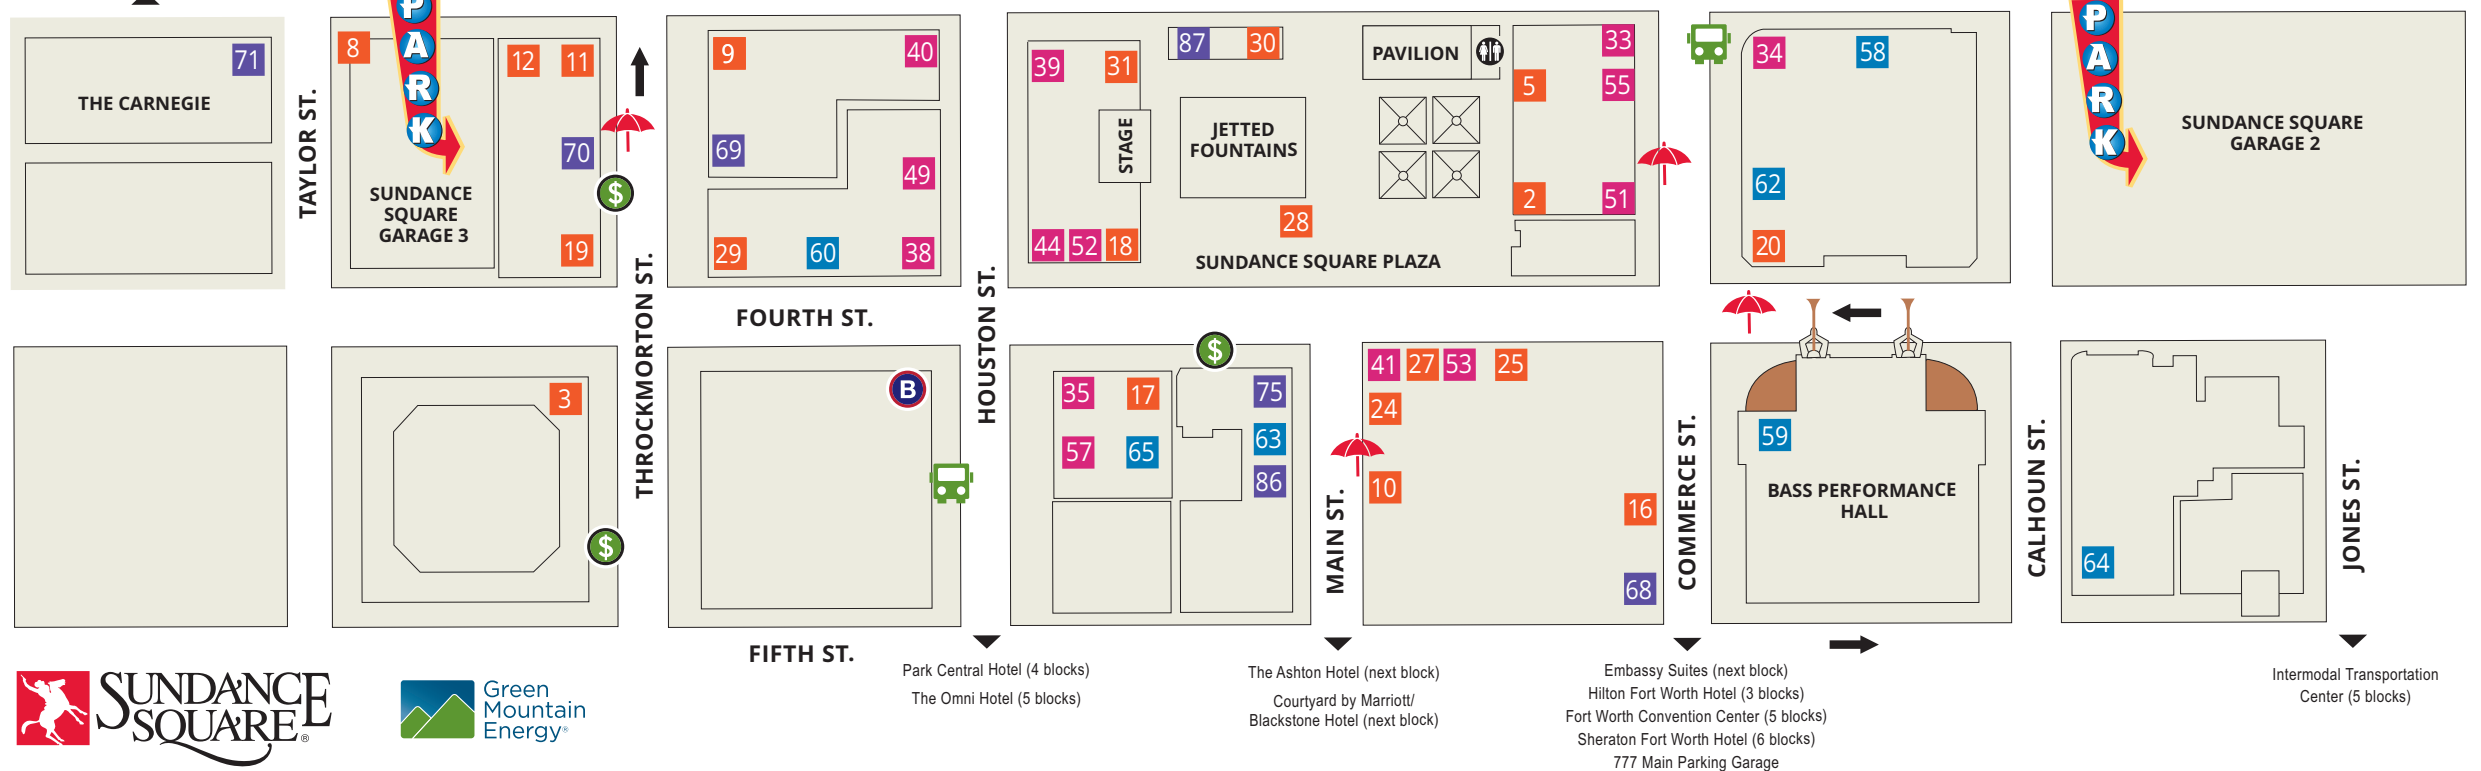 P
A
R
K
P
A
R
K
71
THE CARNEGIE
TAYLOR ST.
8
12
11
70
19
SUNDANCE
SQUARE
GARAGE 3
$
THROCKMORTON ST.
9
40
69
49
29
60
38
FOURTH ST.
HOUSTON ST.
39
31
STAGE
44
52
18
87
30
JETTED
FOUNTAINS
28
SUNDANCE SQUARE PLAZA
PAVILION
33
5
55
2
51
34
58
62
20
SUNDANCE SQUARE
GARAGE 2
3
$
B
$
35
17
57
65
75
63
86
MAIN ST.
41
27
53
25
24
10
16
68
COMMERCE ST.
59
BASS PERFORMANCE
HALL
CALHOUN ST.
64
JONES ST.
FIFTH ST.
SUNDANCE
SQUARE®
Green
Mountain
Energy®
Park Central Hotel (4 blocks)
The Omni Hotel (5 blocks)
The Ashton Hotel (next block)
Courtyard by Marriott/
Blackstone Hotel (next block)
Embassy Suites (next block)
Hilton Fort Worth Hotel (3 blocks)
Fort Worth Convention Center (5 blocks)
Sheraton Fort Worth Hotel (6 blocks)
777 Main Parking Garage
Intermodal Transportation
Center (5 blocks)